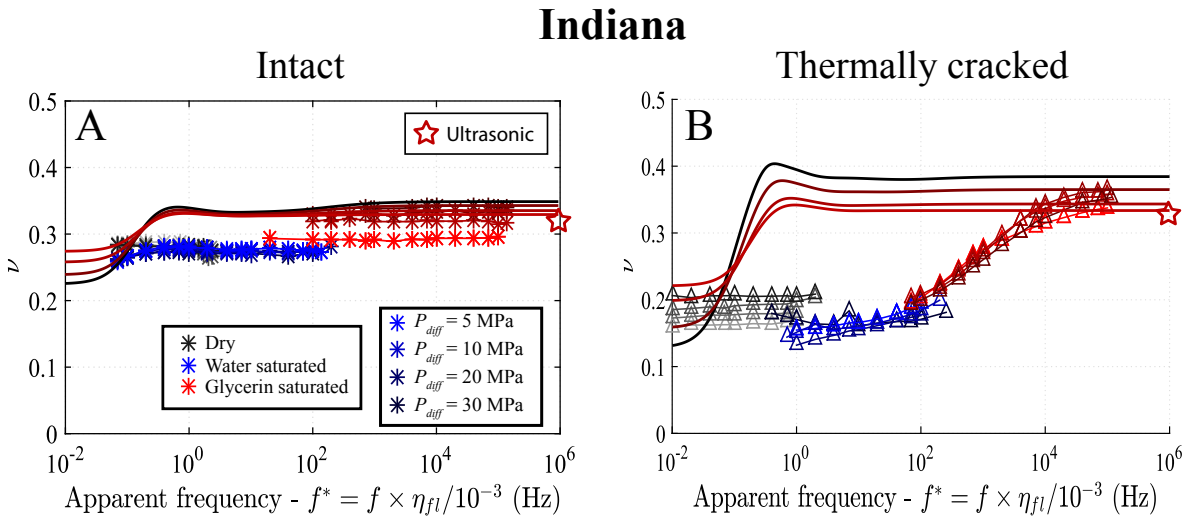 Indiana
Intact
Thermally cracked
A
Ultrasonic
Dry
Water saturated
Glycerin saturated
P_diff = 5 MPa
P_diff = 10 MPa
P_diff = 20 MPa
P_diff = 30 MPa
0.5
0.4
0.3
0.2
0.1
0
ν
10^-2 10^0 10^2 10^4 10^6
Apparent frequency - f* = f × η_fl/10^-3 (Hz)
B
0.5
0.4
0.3
0.2
0.1
0
ν
10^-2 10^0 10^2 10^4 10^6
Apparent frequency - f* = f × η_fl/10^-3 (Hz)